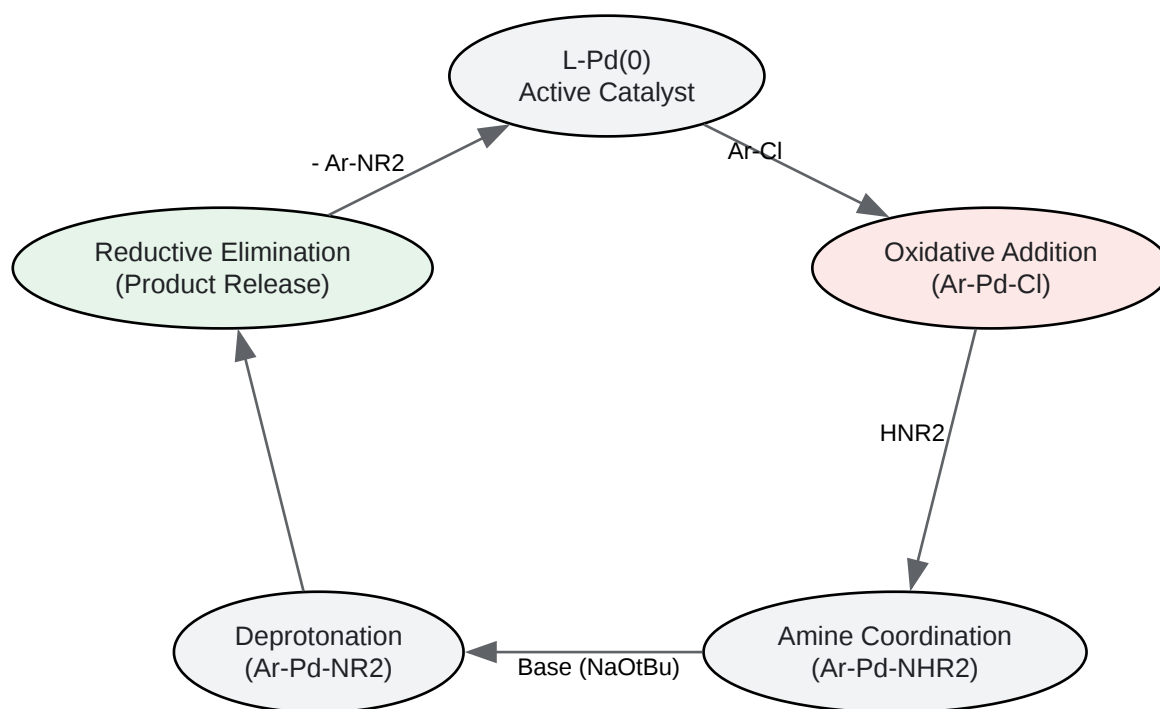 L-Pd(0)
Active Catalyst
- Ar-NR2
Ar-Cl
Reductive Elimination
(Product Release)
Oxidative Addition
(Ar-Pd-Cl)
HNR2
Deprotonation
(Ar-Pd-NR2)
Base (NaOtBu)
Amine Coordination
(Ar-Pd-NHR2)